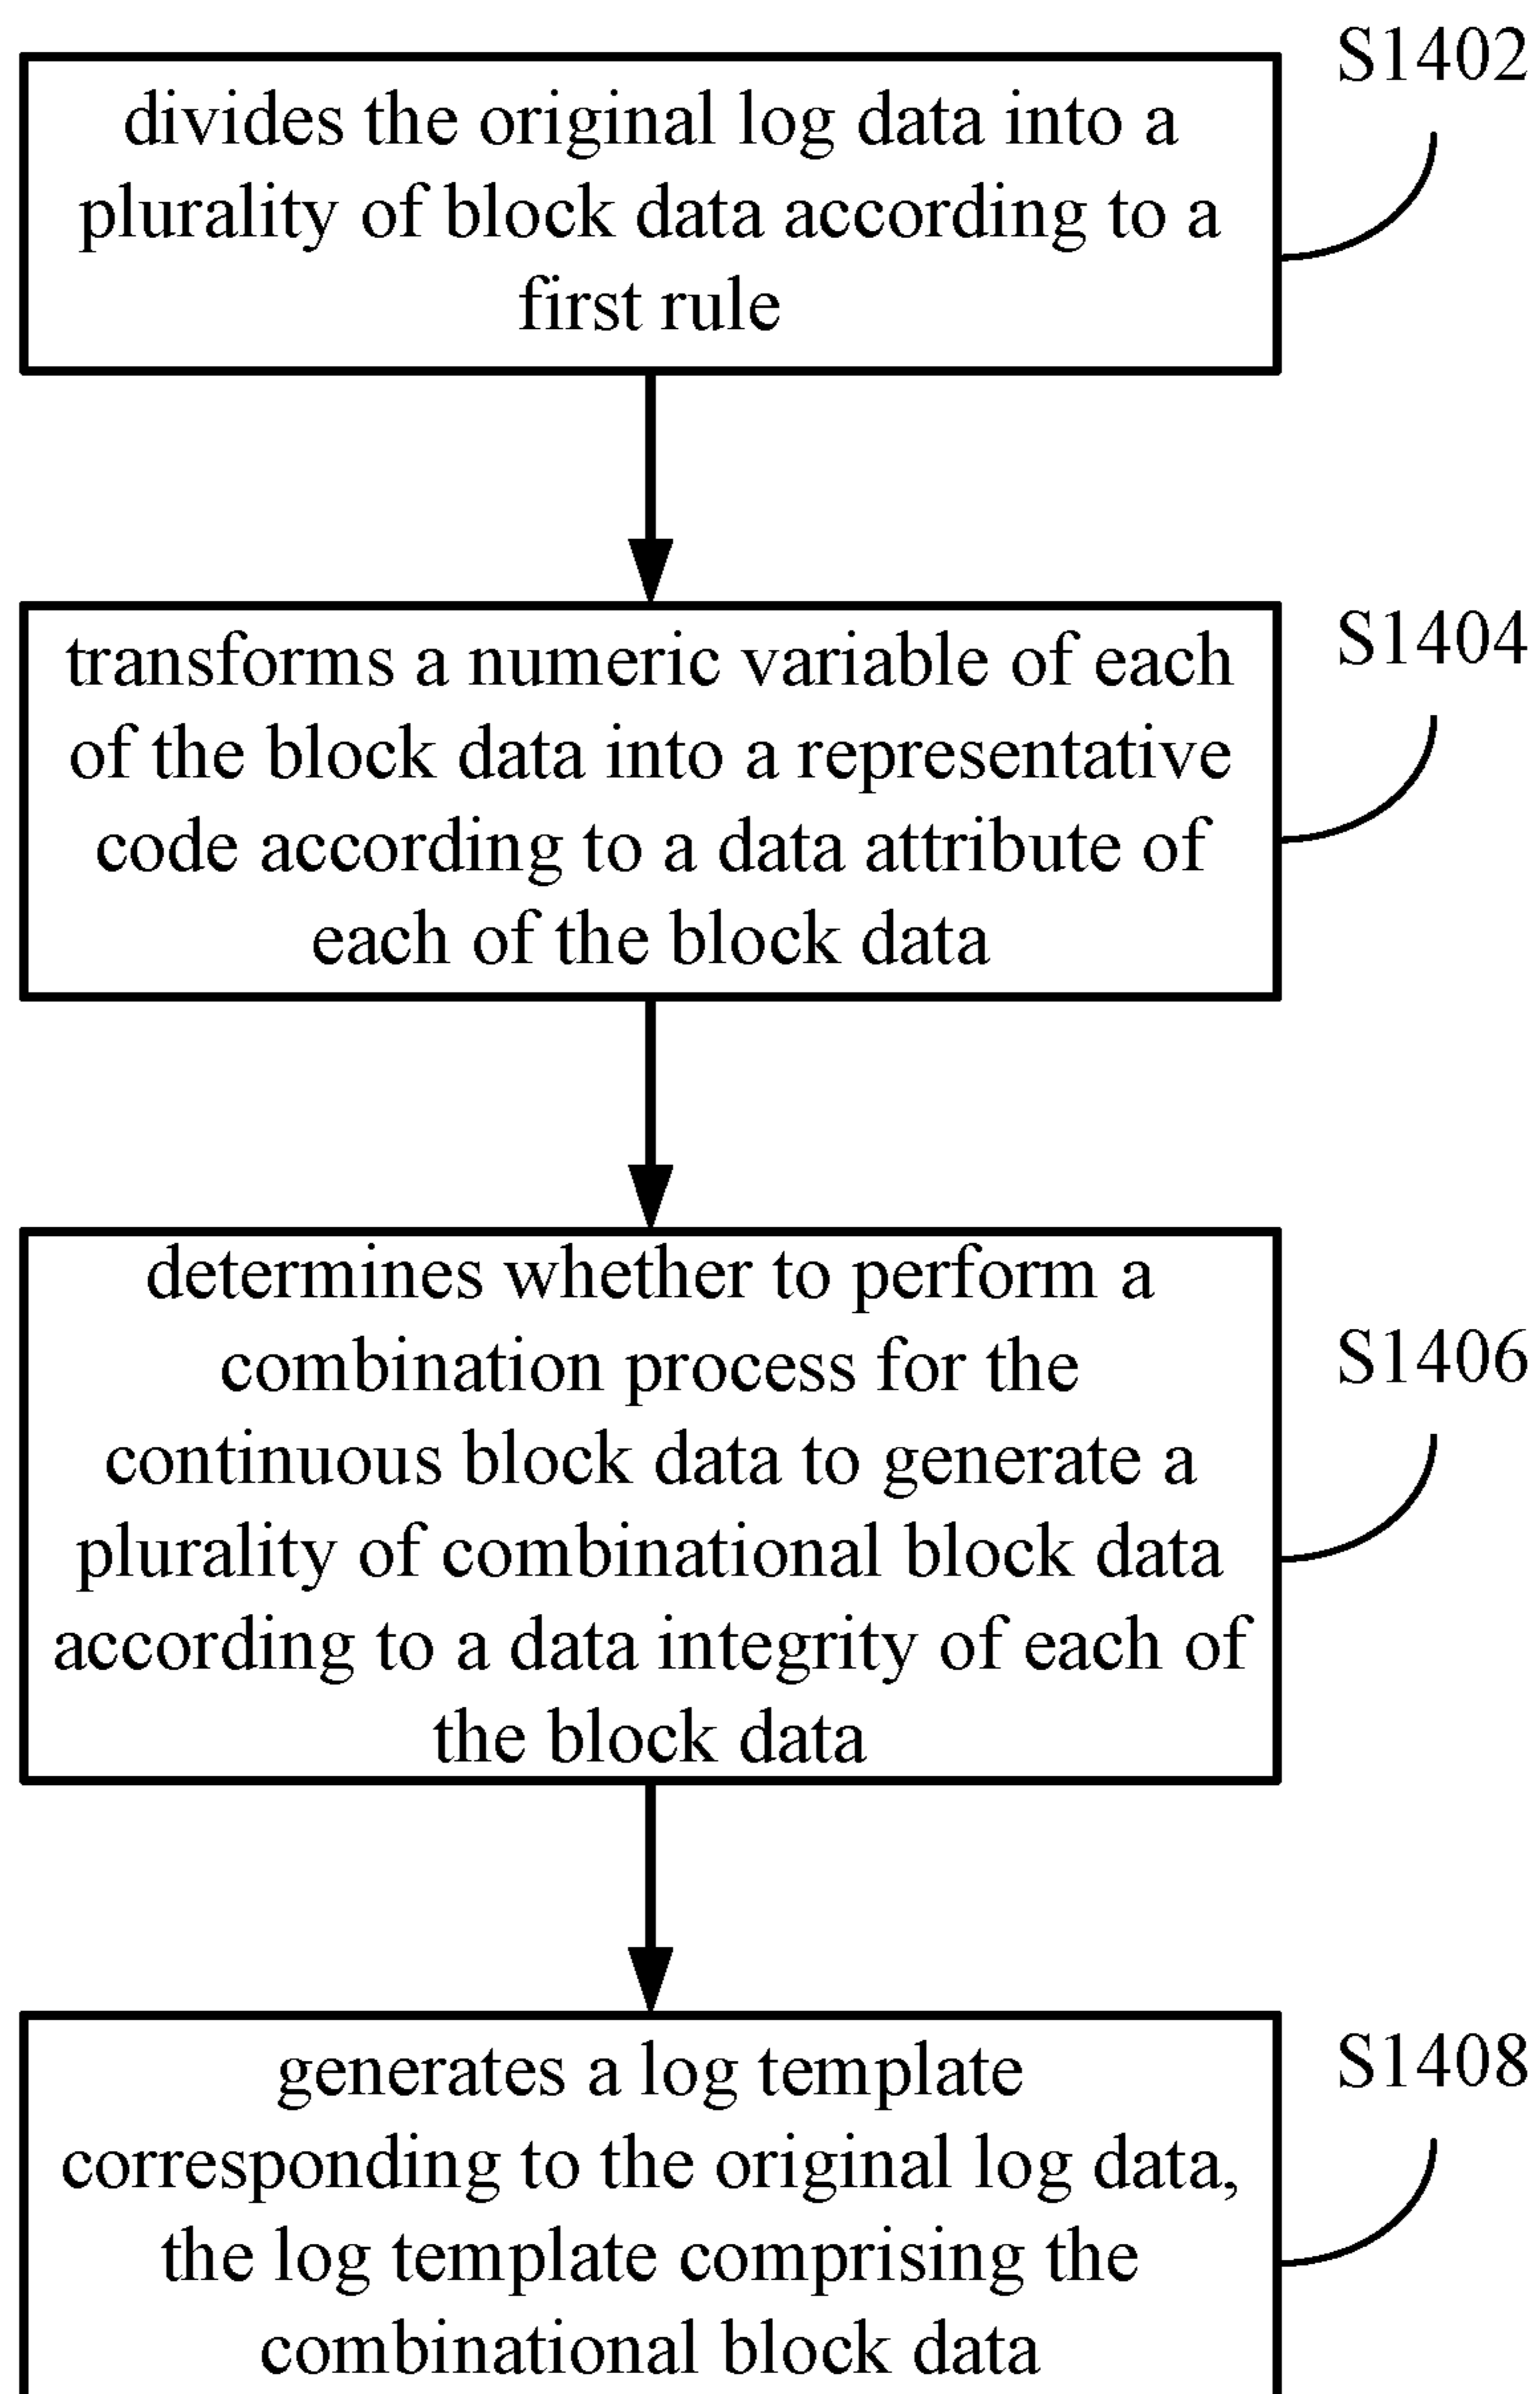 S1402
divides the original log data into a
plurality of block data according to a
first rule
S1404
transforms a numeric variable of each
of the block data into a representative
code according to a data attribute of
each of the block data
determines whether to perform a
combination process for the
S1406
continuous block data to generate a
plurality of combinational block data
according to a data integrity of each of
the block data
S1408
generates a log template
corresponding to the original log data,
the log template comprising the
combinational block data